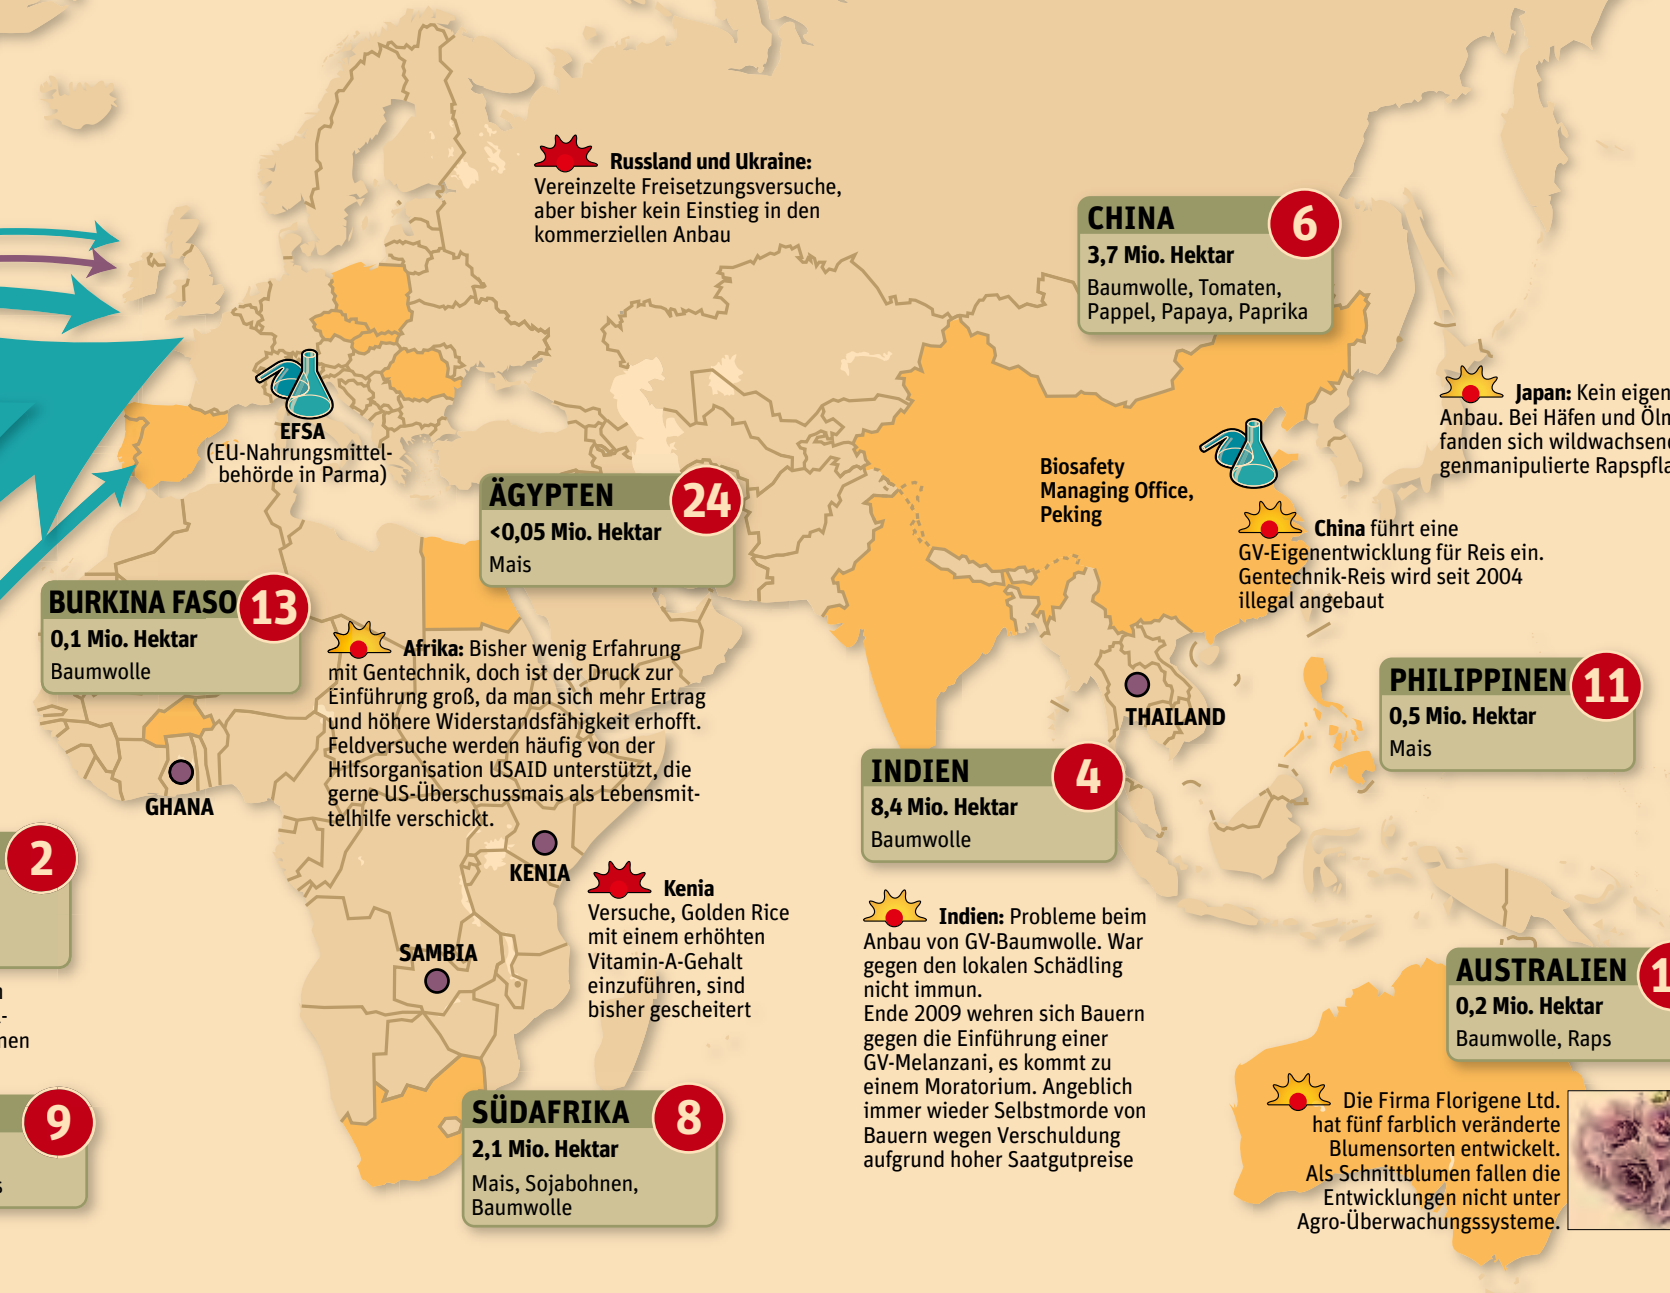 Russland und Ukraine:
Vereinzelte Freisetzungsversuche,
aber bisher kein Einstieg in den
kommerziellen Anbau
CHINA
6
3,7 Mio. Hektar
Baumwolle, Tomaten,
Pappel, Papaya, Paprika
Japan: Kein eigen
Anbau. Bei Häfen und Öln
fanden sich wildwachsend
genmanipulierte Rapspfla
EFSA
(EU-Nahrungsmittel-
behörde in Parma)
Biosafety
Managing Office,
Peking
China führt eine
GV-Eigenentwicklung für Reis ein.
Gentechnik-Reis wird seit 2004
illegal angebaut
ÄGYPTEN
24
<0,05 Mio. Hektar
Mais
BURKINA FASO
13
0,1 Mio. Hektar
Baumwolle
Afrika: Bisher wenig Erfahrung
mit Gentechnik, doch ist der Druck zur
Einführung groß, da man sich mehr Ertrag
und höhere Widerstandsfähigkeit erhofft.
Feldversuche werden häufig von der
Hilfsorganisation USAID unterstützt, die
gerne US-Überschussmais als Lebensmit-
telhilfe verschickt.
THAILAND
PHILIPPINEN
11
0,5 Mio. Hektar
Mais
GHANA
INDIEN
4
8,4 Mio. Hektar
Baumwolle
2
KENIA
Kenia
Versuche, Golden Rice
mit einem erhöhten
Vitamin-A-Gehalt
einzuführen, sind
bisher gescheitert
SAMBIA
Indien: Probleme beim
Anbau von GV-Baumwolle. War
gegen den lokalen Schädling
nicht immun.
Ende 2009 wehren sich Bauern
gegen die Einführung einer
GV-Melanzani, es kommt zu
einem Moratorium. Angeblich
immer wieder Selbstmorde von
Bauern wegen Verschuldung
aufgrund hoher Saatgutpreise
AUSTRALIEN
1
0,2 Mio. Hektar
Baumwolle, Raps
nen
9
SÜDAFRIKA
8
2,1 Mio. Hektar
Mais, Sojabohnen,
Baumwolle
Die Firma Florigene Ltd.
hat fünf farblich veränderte
Blumensorten entwickelt.
Als Schnittblumen fallen die
Entwicklungen nicht unter
Agro-Überwachungssysteme.